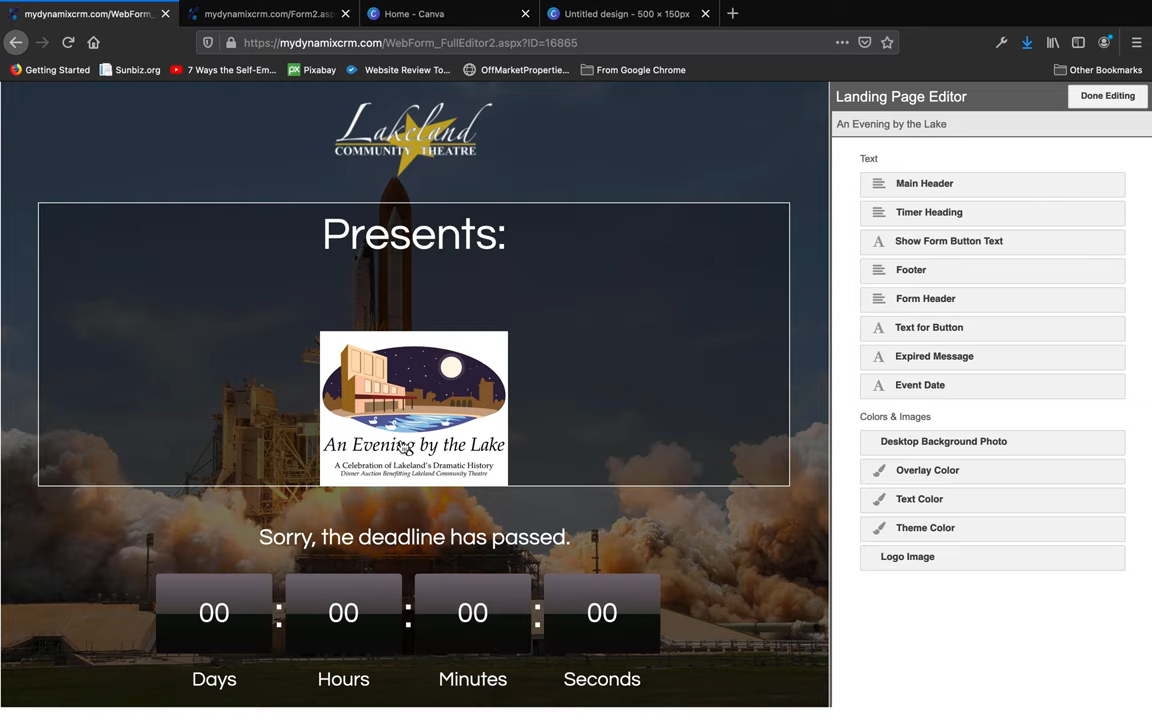 mydynamixcrm.com/WebForm_
mydynamixcrm.com/Form2.asp
Home - Canva
Untitled design - 500 × 150px
https://mydynamixcrm.com/WebForm_FullEditor2.aspx?ID=16865
Getting Started
Sunbiz.org
7 Ways the Self-Em...
Pixabay
Website Review To...
OffMarketPropertie...
From Google Chrome
Other Bookmarks
Lakeland
COMMUNITY THEATRE
Presents:
An Evening by the Lake
A Celebration of Lakeland's Dramatic History
Dinner Auction Benefitting Lakeland Community Theatre
Sorry, the deadline has passed.
00 : 00 : 00 : 00
Days Hours Minutes Seconds
Landing Page Editor
Done Editing
An Evening by the Lake
Text
Main Header
Timer Heading
A Show Form Button Text
Footer
Form Header
A Text for Button
A Expired Message
A Event Date
Colors & Images
Desktop Background Photo
Overlay Color
Text Color
Theme Color
Logo Image